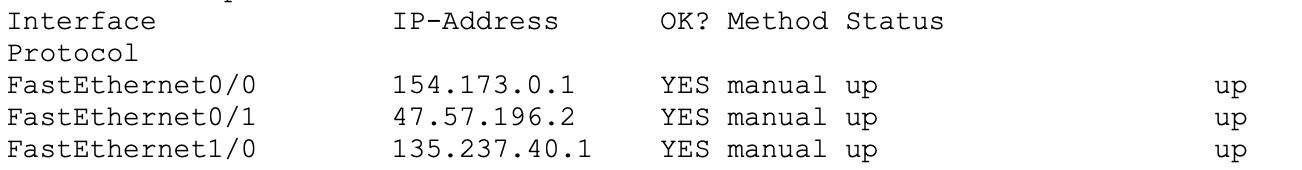 Interface              IP-Address      OK? Method Status
Protocol
FastEthernet0/0        154.173.0.1     YES manual up                    up
FastEthernet0/1        47.57.196.2     YES manual up                    up
FastEthernet1/0        135.237.40.1    YES manual up                    up